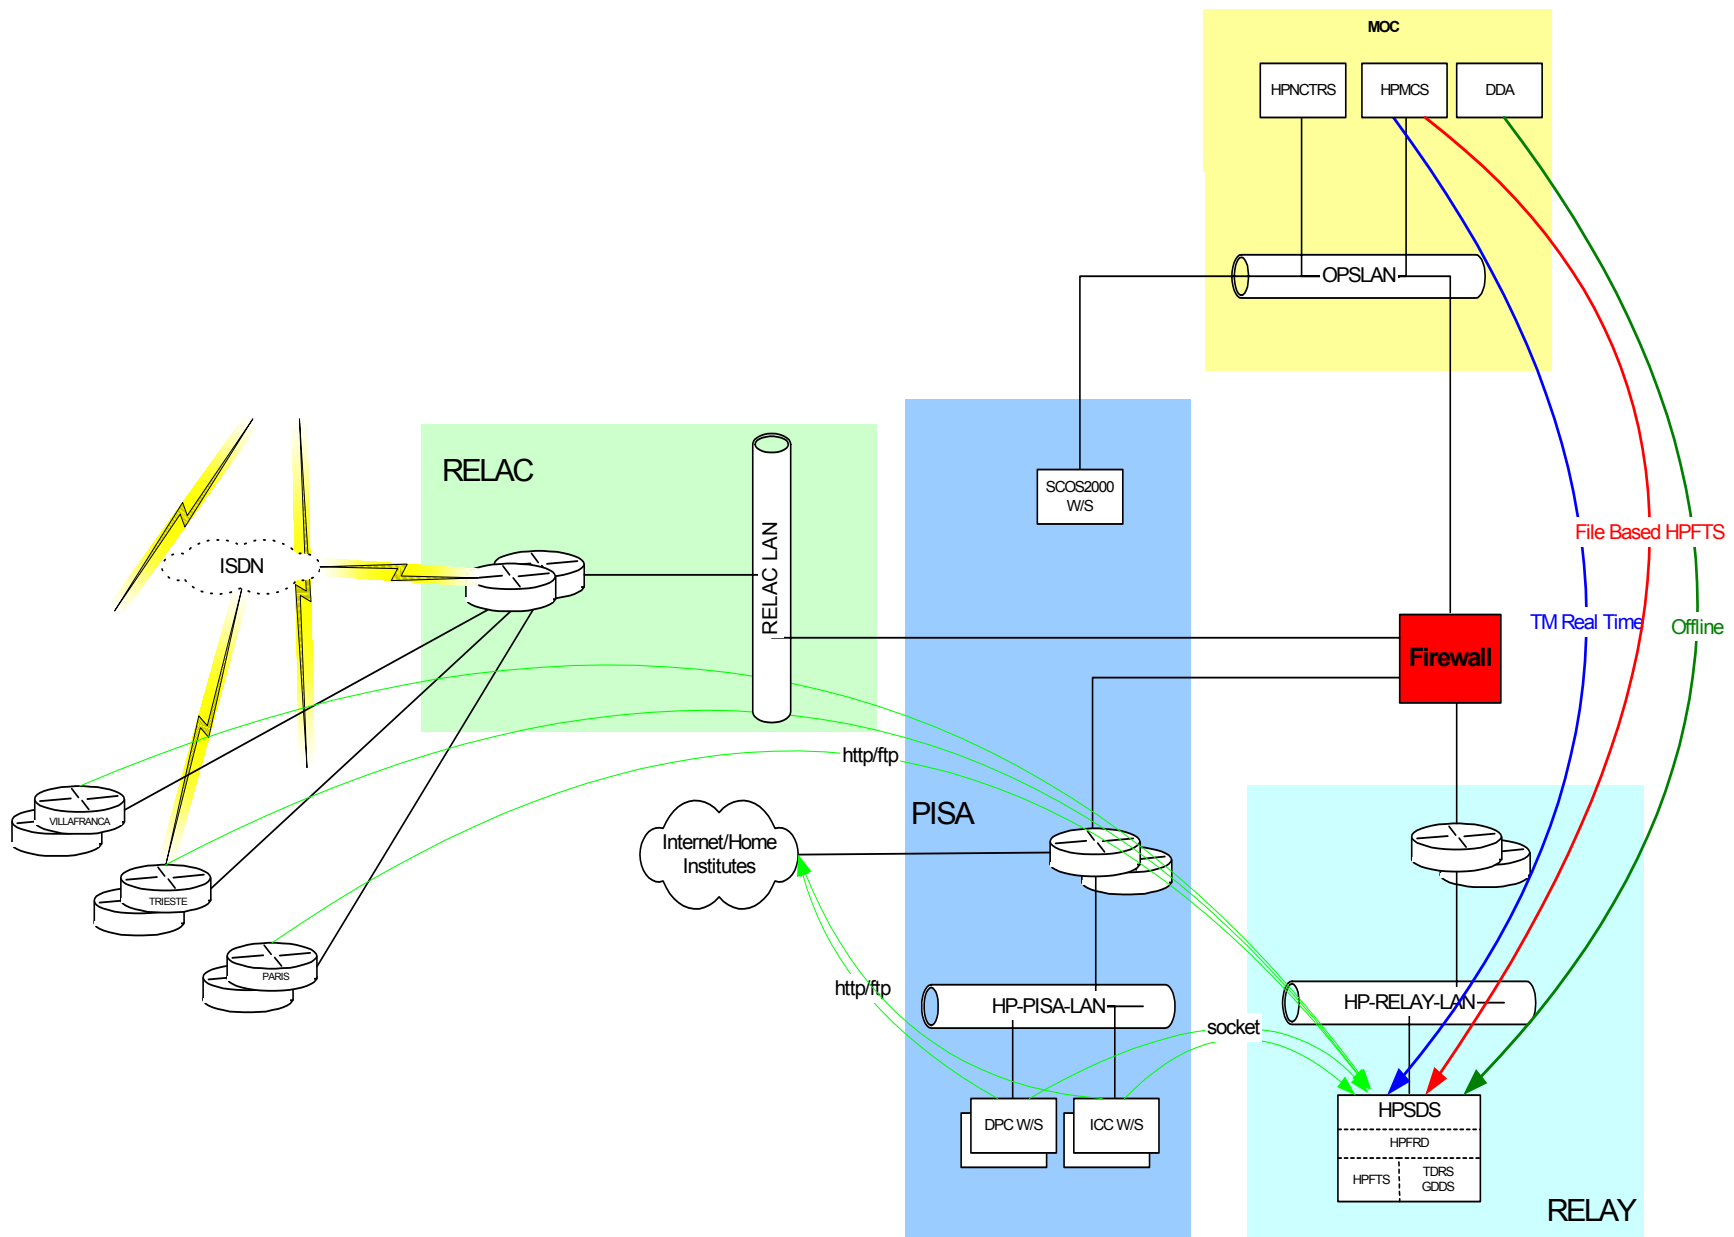 MOC
HPNCTRS
HPMCS
DDA
OPSLAN
RELAC
SCOS2000
W/S
File Based HPFTS
ISDN
RELAC LAN
TM Real Time
Offline
Firewall
http/ftp
PISA
VILLAFRANCA
Internet/Home
Institutes
TRIESTE
PARIS
http/ftp
HP-PISA-LAN
HP-RELAY-LAN
socket
DPC W/S
ICC W/S
HPSDS
HPFRD
HPFTS
TDRS
GDDS
RELAY